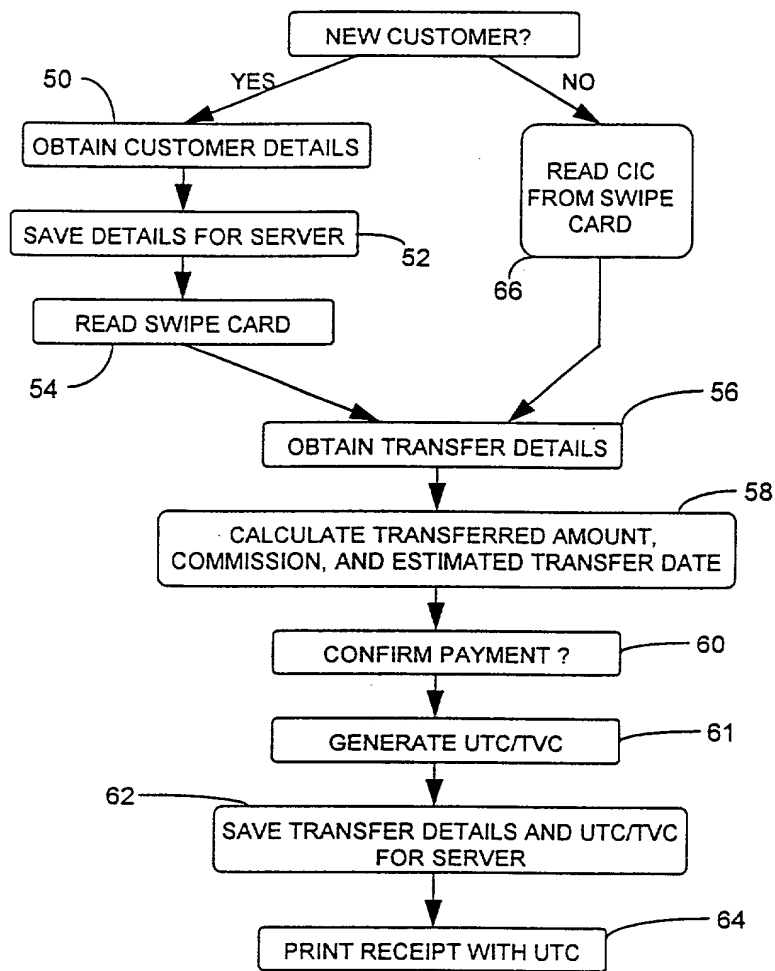 NEW CUSTOMER?
YES
NO
50
OBTAIN CUSTOMER DETAILS
READ CIC
FROM SWIPE
CARD
SAVE DETAILS FOR SERVER
52
66
READ SWIPE CARD
54
56
OBTAIN TRANSFER DETAILS
58
CALCULATE TRANSFERRED AMOUNT,
COMMISSION, AND ESTIMATED TRANSFER DATE
CONFIRM PAYMENT ?
60
GENERATE UTC/TVC
61
62
SAVE TRANSFER DETAILS AND UTC/TVC
FOR SERVER
64
PRINT RECEIPT WITH UTC